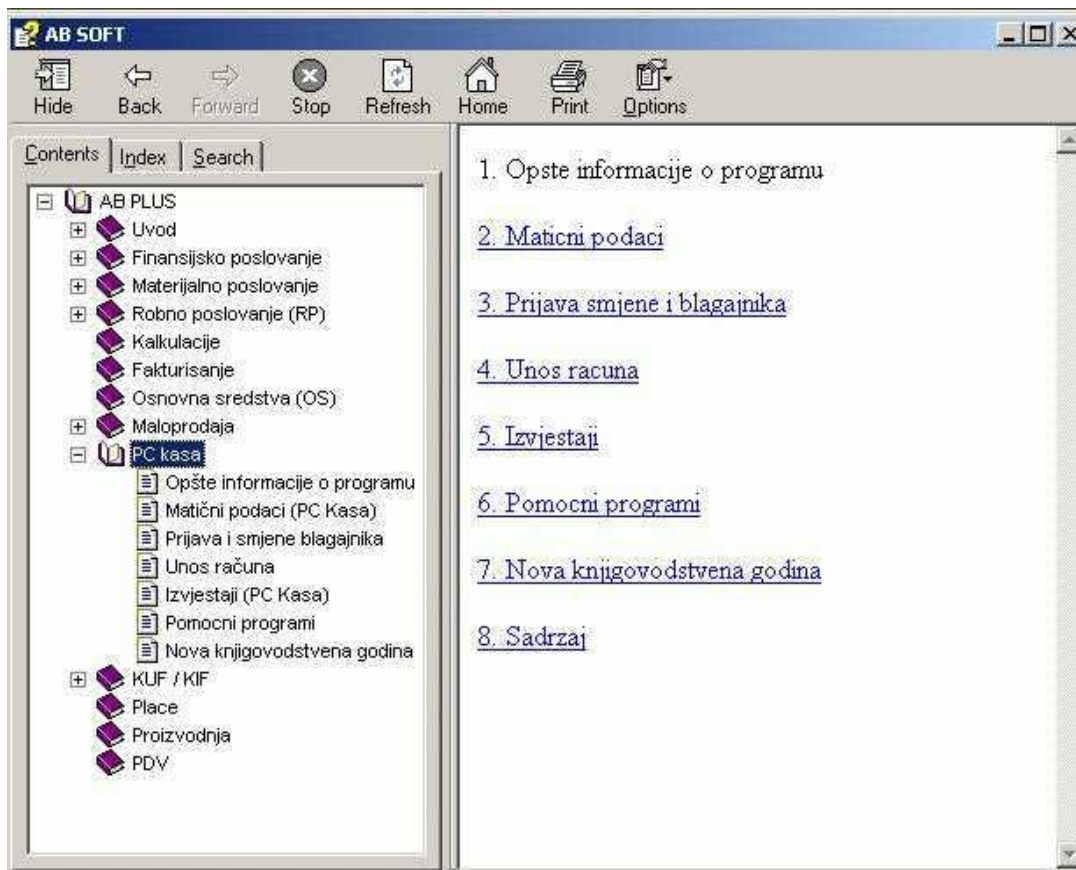 AB SOFT
Hide Back Forward Stop Refresh Home Print Options
Contents Index Search
AB PLUS
Uvod
Finansijsko poslovanje
Materijalno poslovanje
Robno poslovanje (RP)
Kalkulacije
Fakturisanje
Osnovna sredstva (OS)
Maloprodaja
PC kasa
Opšte informacije o programu
Matični podaci (PC Kasa)
Prijava i smjene blagajnika
Unos računa
Izvjestaji (PC Kasa)
Pomocni programi
Nova knjigovodstvena godina
KUF / KIF
Place
Proizvodnja
PDV
1. Opste informacije o programu
2. Maticni podaci
3. Prijava smjene i blagajnika
4. Unos racuna
5. Izvjestaji
6. Pomocni programi
7. Nova knjigovodstvena godina
8. Sadrzaj